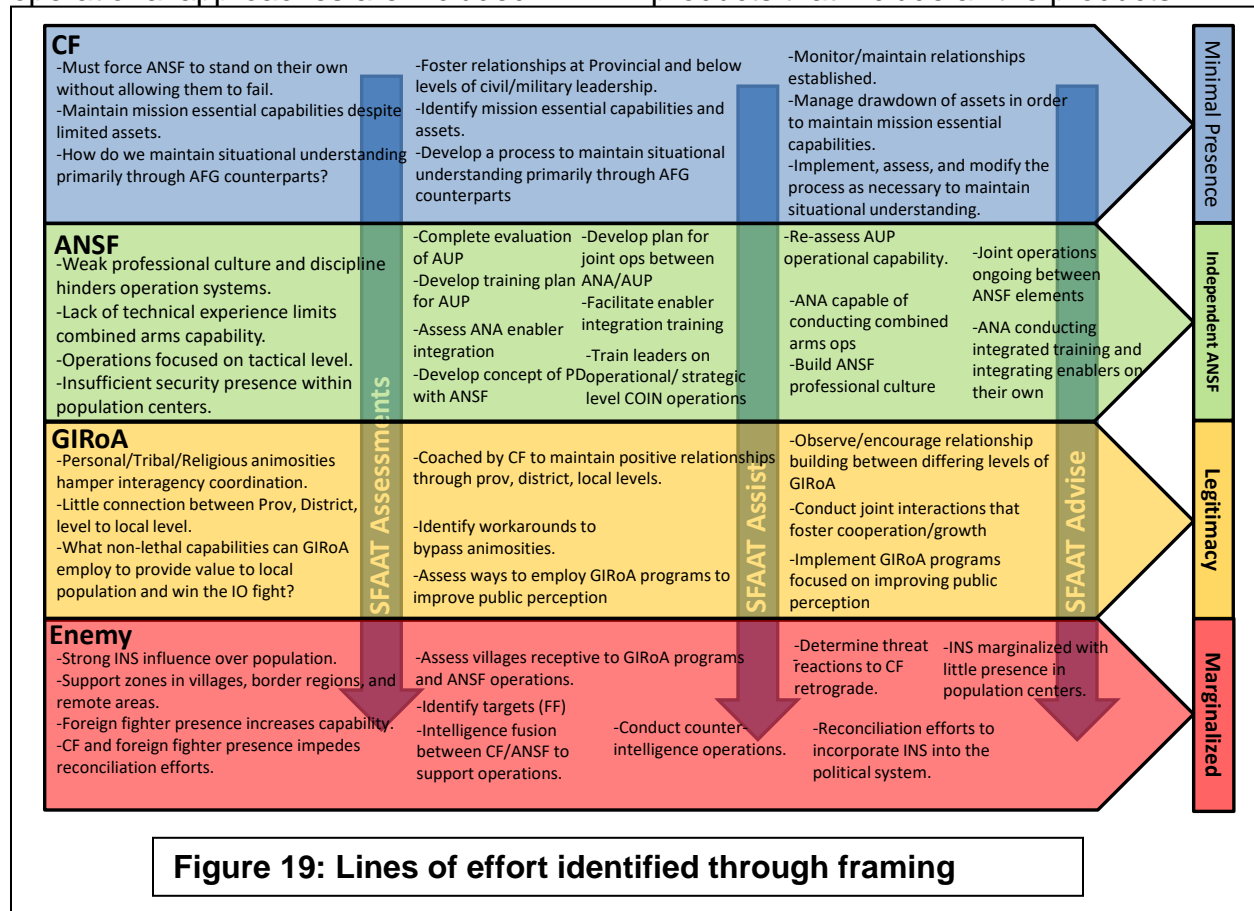 CF
-Must force ANSF to stand on their own
without allowing them to fail.
-Maintain mission essential capabilities despite
limited assets.
-How do we maintain situational understanding
primarily through AFG counterparts?
-Foster relationships at Provincial and below
levels of civil/military leadership.
-Identify mission essential capabilities and
assets.
-Develop a process to maintain situational
understanding primarily through AFG
counterparts
-Monitor/maintain relationships
established.
-Manage drawdown of assets in order
to maintain mission essential
capabilities.
-Implement, assess, and modify the
process as necessary to maintain
situational understanding.
Minimal Presence
ANSF
-Weak professional culture and discipline
hinders operation systems.
-Lack of technical experience limits
combined arms capability.
-Operations focused on tactical level.
-Insufficient security presence within
population centers.
-Complete evaluation
of AUP
-Develop training plan
for AUP
-Assess ANA enabler
integration
-Develop concept of PD
with ANSF
-Develop plan for
joint ops between
ANA/AUP
-Facilitate enabler
integration training
-Train leaders on
operational/ strategic
level COIN operations
-Re-assess AUP
operational capability.
-ANA capable of
conducting combined
arms ops
-Build ANSF
professional culture
-Joint operations
ongoing between
ANSF elements
-ANA conducting
integrated training and
integrating enablers on
their own
Independent ANSF
GIRoA
-Personal/Tribal/Religious animosities
hamper interagency coordination.
-Little connection between Prov, District,
level to local level.
-What non-lethal capabilities can GIRoA
employ to provide value to local
population and win the IO fight?
-Coached by CF to maintain positive relationships
through prov, district, local levels.
-Identify workarounds to
bypass animosities.
-Assess ways to employ GIRoA programs to
improve public perception
-Observe/encourage relationship
building between differing levels of
GIRoA
-Conduct joint interactions that
foster cooperation/growth
-Implement GIRoA programs
focused on improving public
perception
Legitimacy
SFAAT Assessments
SFAAT Assist
SFAAT Advise
Enemy
-Strong INS influence over population.
-Support zones in villages, border regions, and
remote areas.
-Foreign fighter presence increases capability.
-CF and foreign fighter presence impedes
reconciliation efforts.
-Assess villages receptive to GIRoA programs
and ANSF operations.
-Identify targets (FF)
-Intelligence fusion
between CF/ANSF to
support operations.
-Conduct counter-
intelligence operations.
-Determine threat
reactions to CF
retrograde.
-INS marginalized with
little presence in
population centers.
-Reconciliation efforts to
incorporate INS into the
political system.
Marginalized
Figure 19: Lines of effort identified through framing